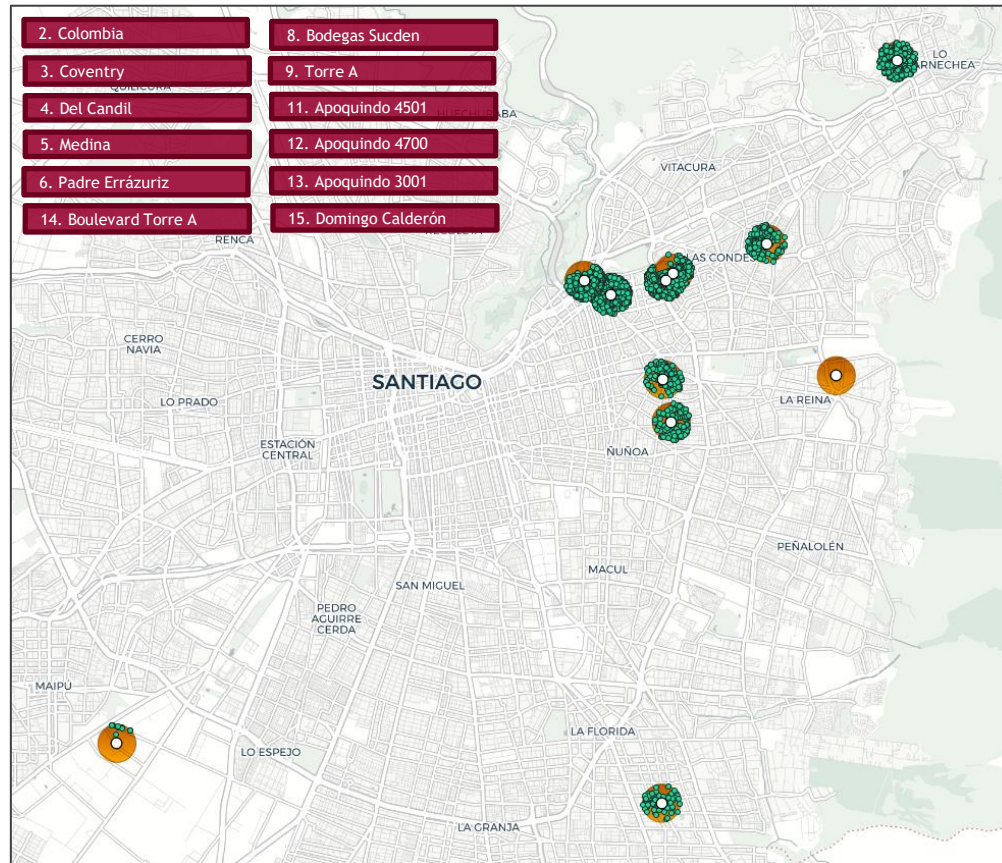 2. Colombia
3. Coventry
4. Del Candil
5. Medina
6. Padre Errázuriz
14. Boulevard Torre A
8. Bodegas Sucden
9. Torre A
11. Apoquindo 4501
12. Apoquindo 4700
13. Apoquindo 3001
15. Domingo Calderón
LO
ARNECHEA
QUILICURA
VITACURA
RENCA
LAS CONDES
CERRO
NAVIA
SANTIAGO
LO PRADO
LA REINA
ESTACIÓN
CENTRAL
ÑUÑOA
PEÑALOLÉN
MACUL
SAN MIGUEL
PEDRO
AGUIRRE
CERDA
MAIPÚ
LA FLORIDA
LO ESPEJO
LA GRANJA